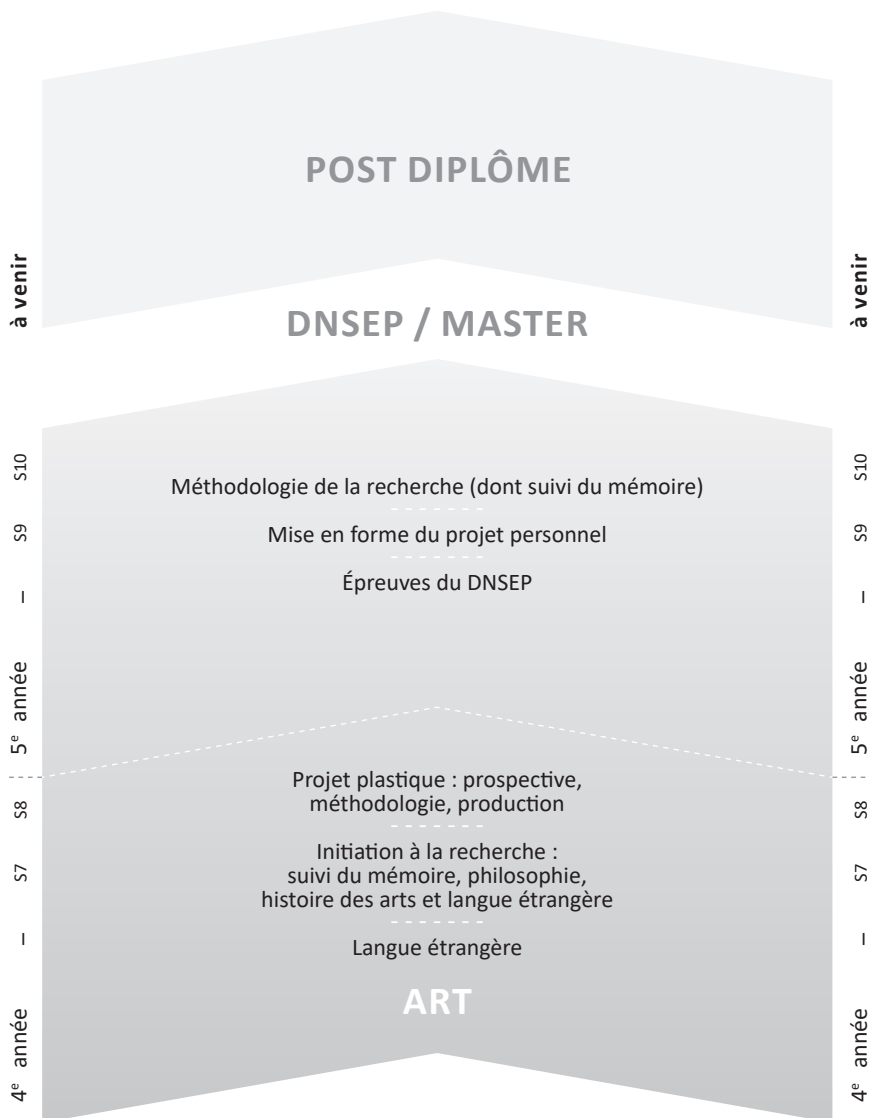 POST DIPLÔME
à venir
à venir
DNSEP / MASTER
S10
S10
Méthodologie de la recherche (dont suivi du mémoire)
S9
Mise en forme du projet personnel
S9
–
Épreuves du DNSEP
–
5e année
5e année
Projet plastique : prospective,
méthodologie, production
S8
S8
Initiation à la recherche :
suivi du mémoire, philosophie,
histoire des arts et langue étrangère
S7
S7
–
Langue étrangère
–
ART
4e année
4e année